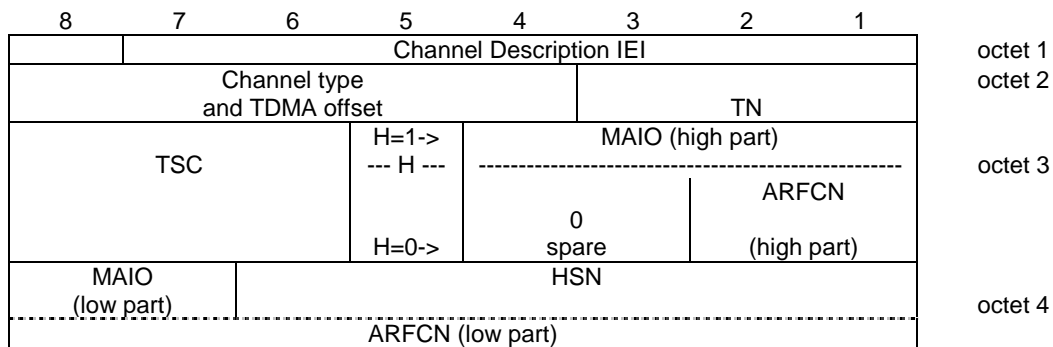 8 7 6 5 4 3 2 1
Channel Description IEI octet 1
Channel type octet 2
and TDMA offset TN
H=1-> MAIO (high part)
TSC --- H --- ----------------------------------------------------- octet 3
ARFCN
0
H=0-> spare (high part)
MAIO HSN
(low part) octet 4
ARFCN (low part)